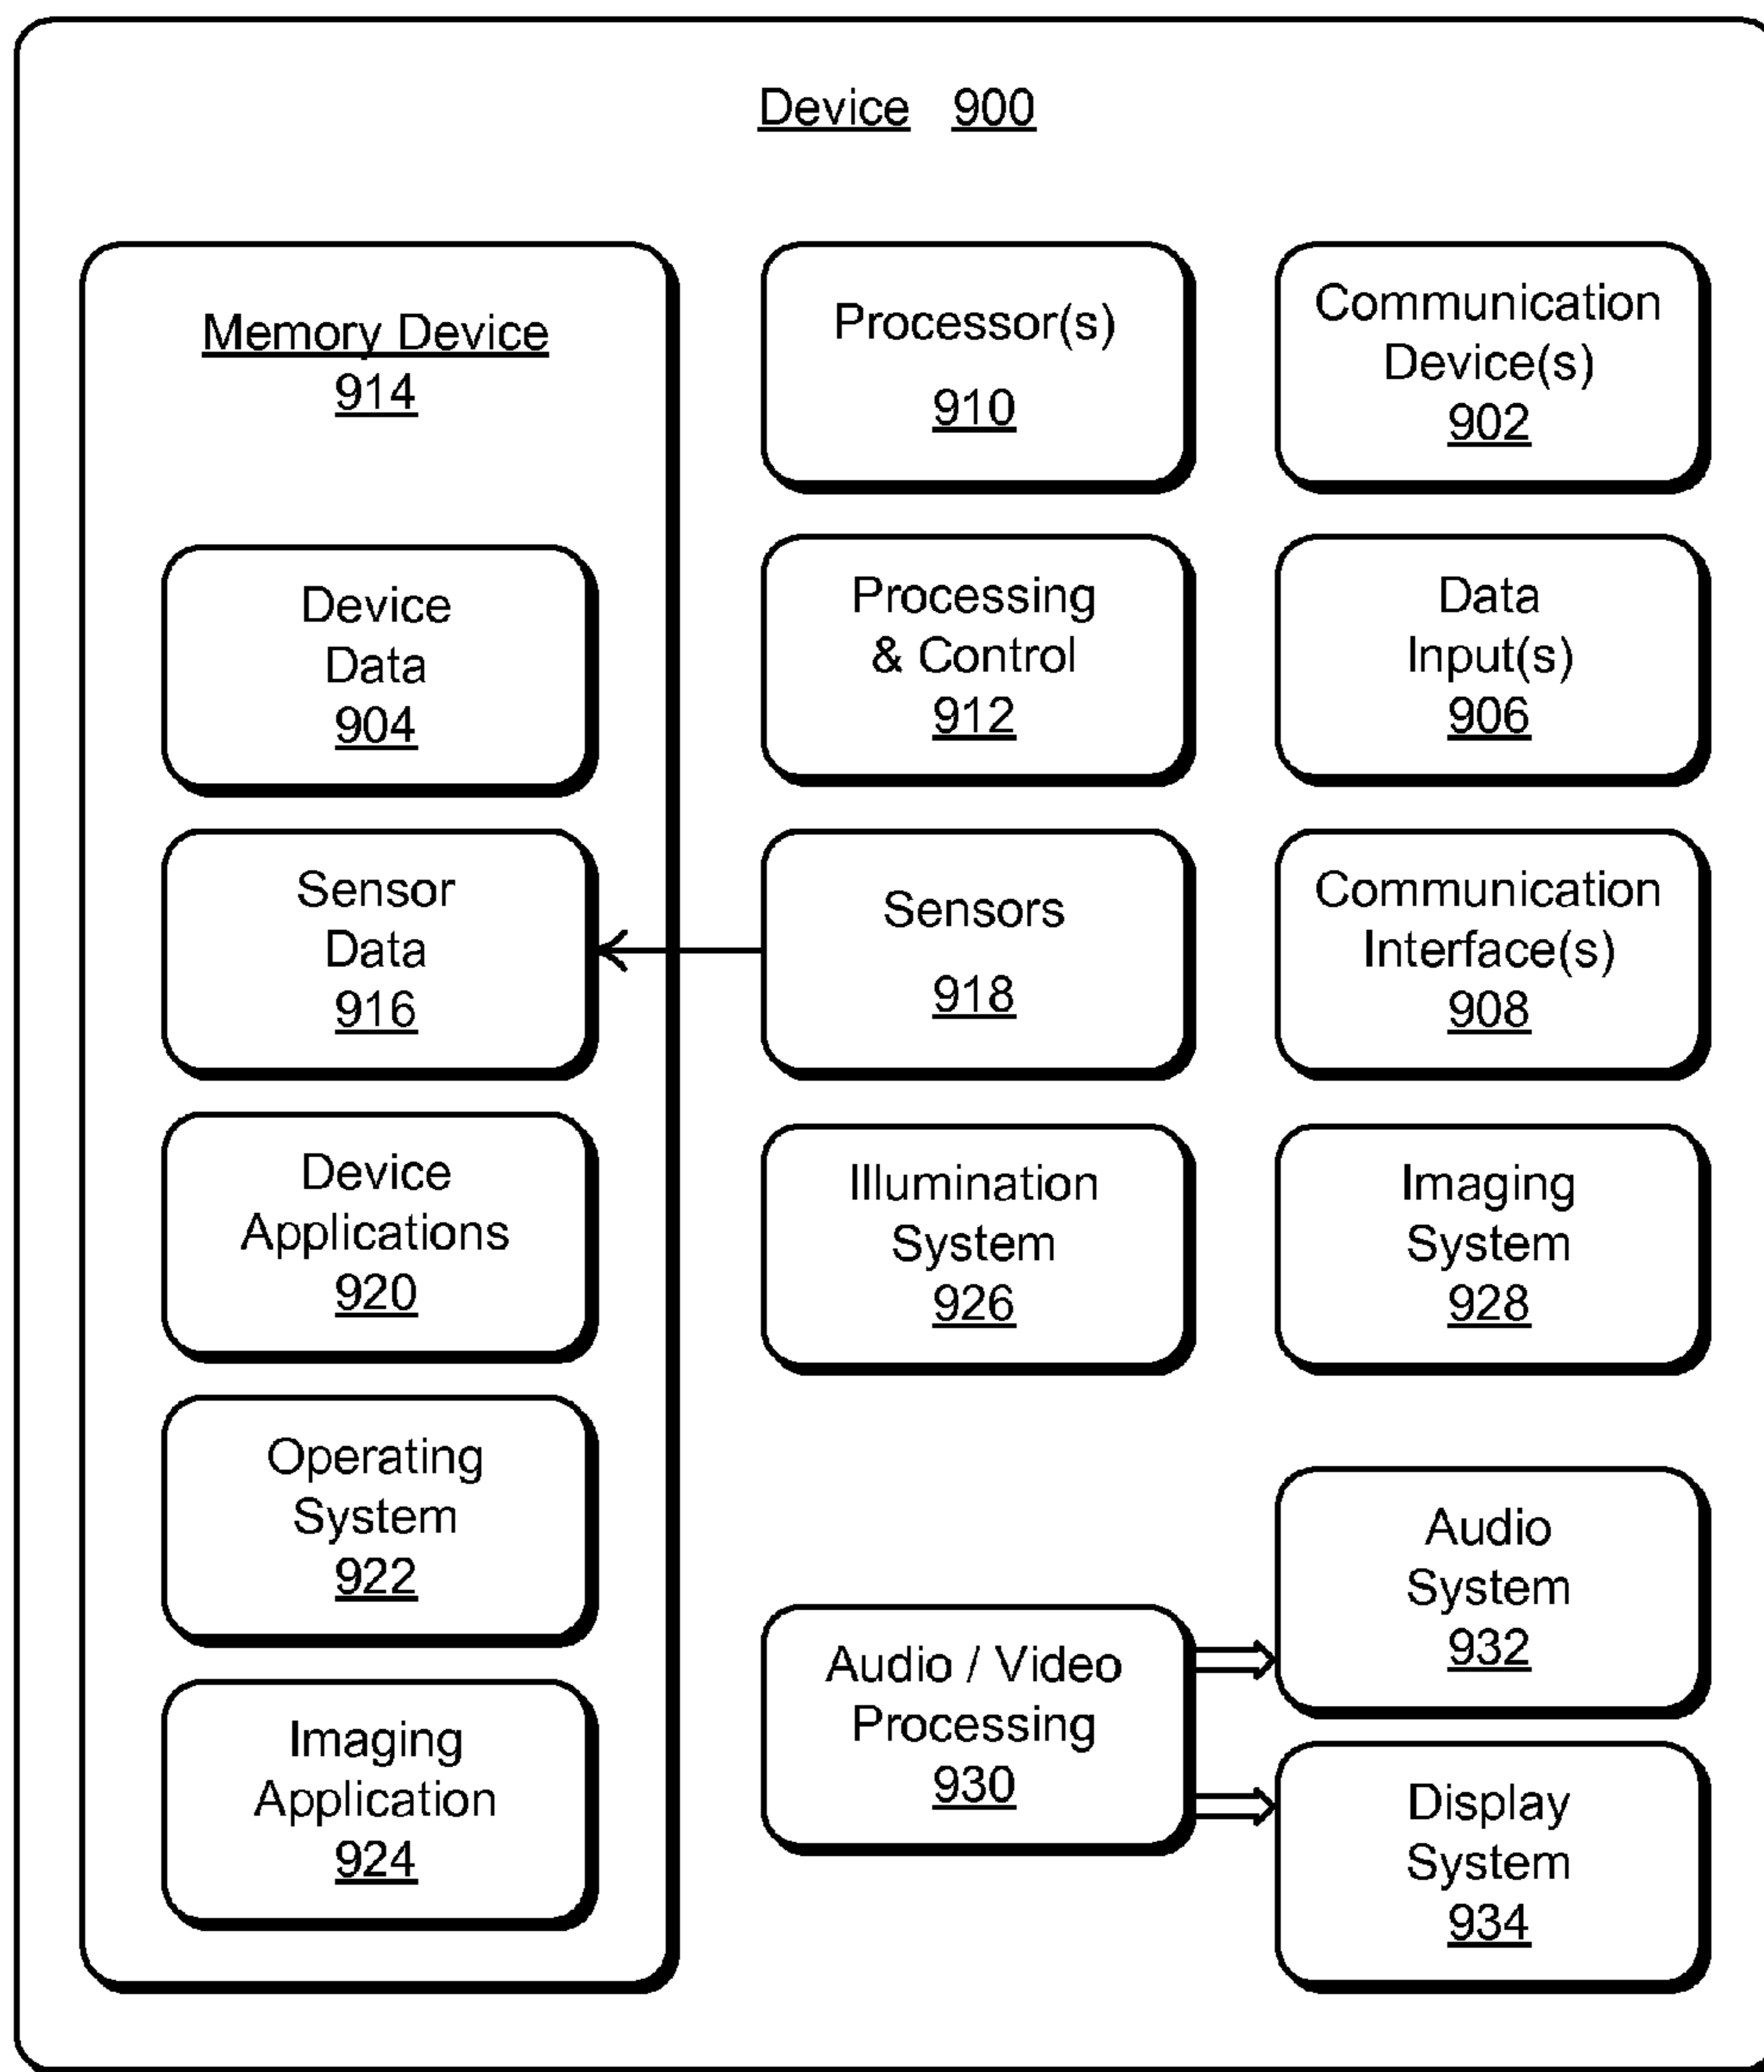 Device 900
Memory Device
914
Device
Data
904
Sensor
Data
916
Device
Applications
920
Operating
System
922
Imaging
Application
924
Processor(s)
910
Communication
Device(s)
902
Processing
& Control
912
Data
Input(s)
906
Sensors
918
Communication
Interface(s)
908
Illumination
System
926
Imaging
System
928
Audio / Video
Processing
930
Audio
System
932
Display
System
934